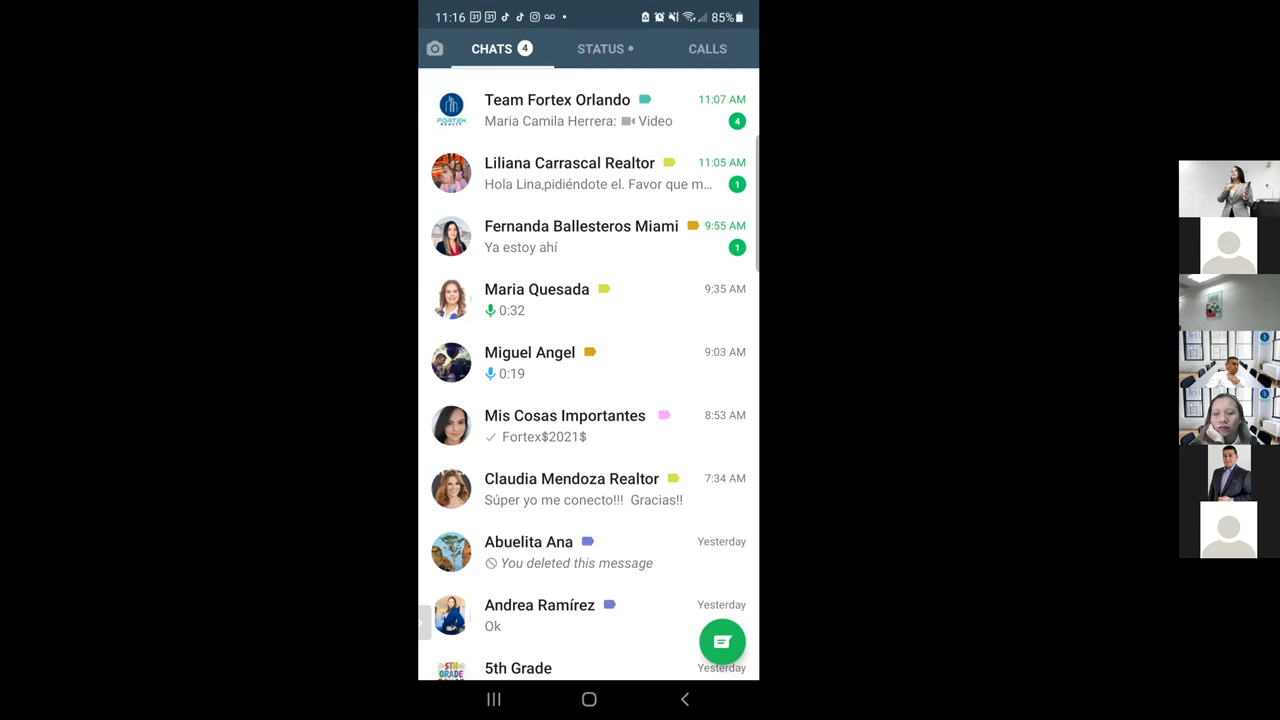 11:16
85%
CHATS 4
STATUS
CALLS
Team Fortex Orlando
11:07 AM
Maria Camila Herrera: Video
4
Liliana Carrascal Realtor
11:05 AM
Hola Lina,pidiéndote el. Favor que m...
1
Fernanda Ballesteros Miami
9:55 AM
Ya estoy ahí
1
Maria Quesada
9:35 AM
0:32
Miguel Angel
9:03 AM
0:19
Mis Cosas Importantes
8:53 AM
Fortex$2021$
Claudia Mendoza Realtor
7:34 AM
Súper yo me conecto!!! Gracias!!
Abuelita Ana
Yesterday
You deleted this message
Andrea Ramírez
Yesterday
Ok
5th Grade
Yesterday